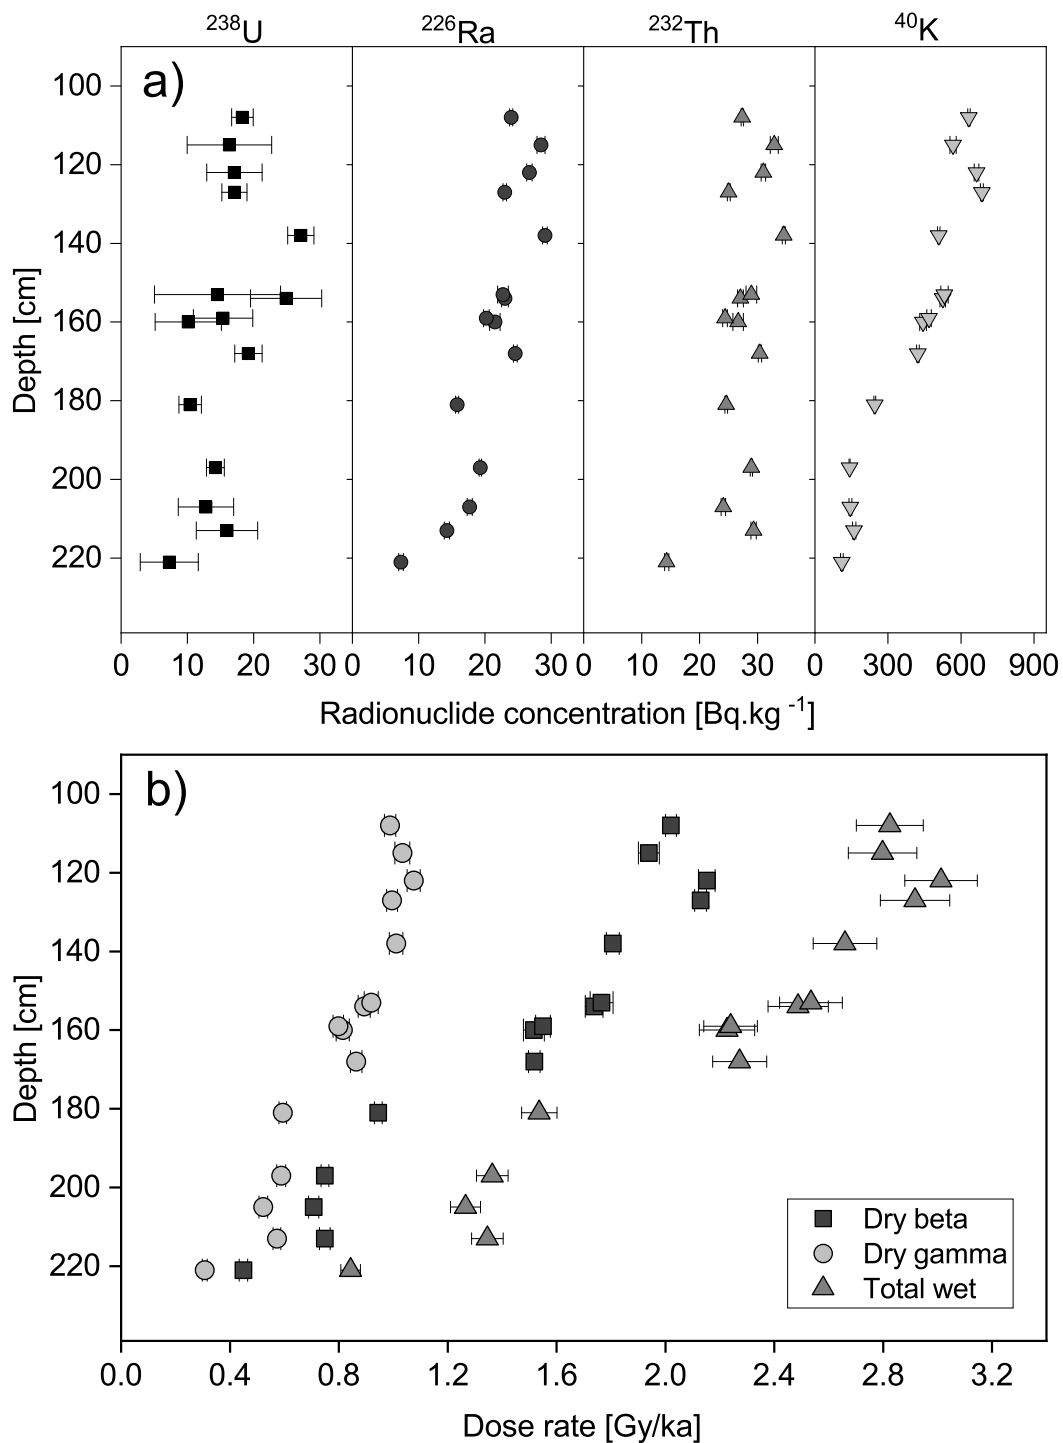 ²³⁸U ²²⁶Ra ²³²Th ⁴⁰K
a)
100
120
140
160
180
200
220
Depth [cm]
0 10 20 30 0 10 20 30 0 10 20 30 0 300 600 900
Radionuclide concentration [Bq.kg ⁻¹]
b)
100
120
140
160
180
200
220
Depth [cm]
Dry beta
Dry gamma
Total wet
0.0 0.4 0.8 1.2 1.6 2.0 2.4 2.8 3.2
Dose rate [Gy/ka]